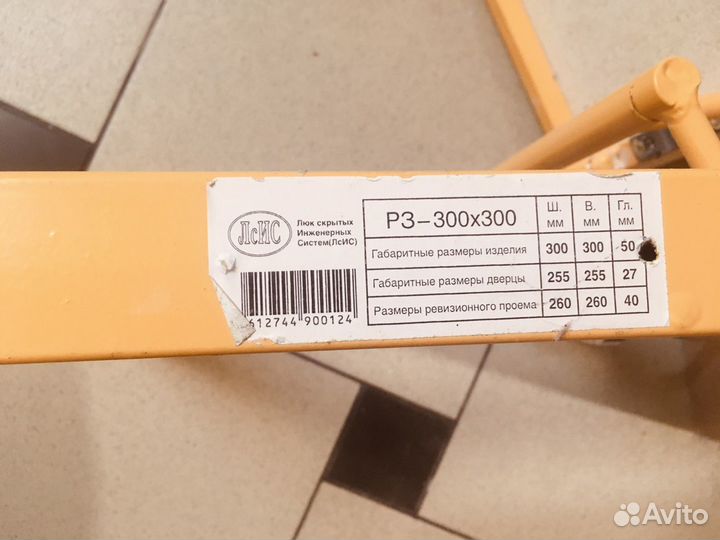 ЛсИС
Люк скрытых
Инженерных
Систем(ЛсИС)
РЗ-300х300
Ш. мм
В. мм
Гл. мм
Габаритные размеры изделия 300 300 50
Габаритные размеры дверцы 255 255 27
Размеры ревизионного проема 260 260 40
612744 900124
Avito